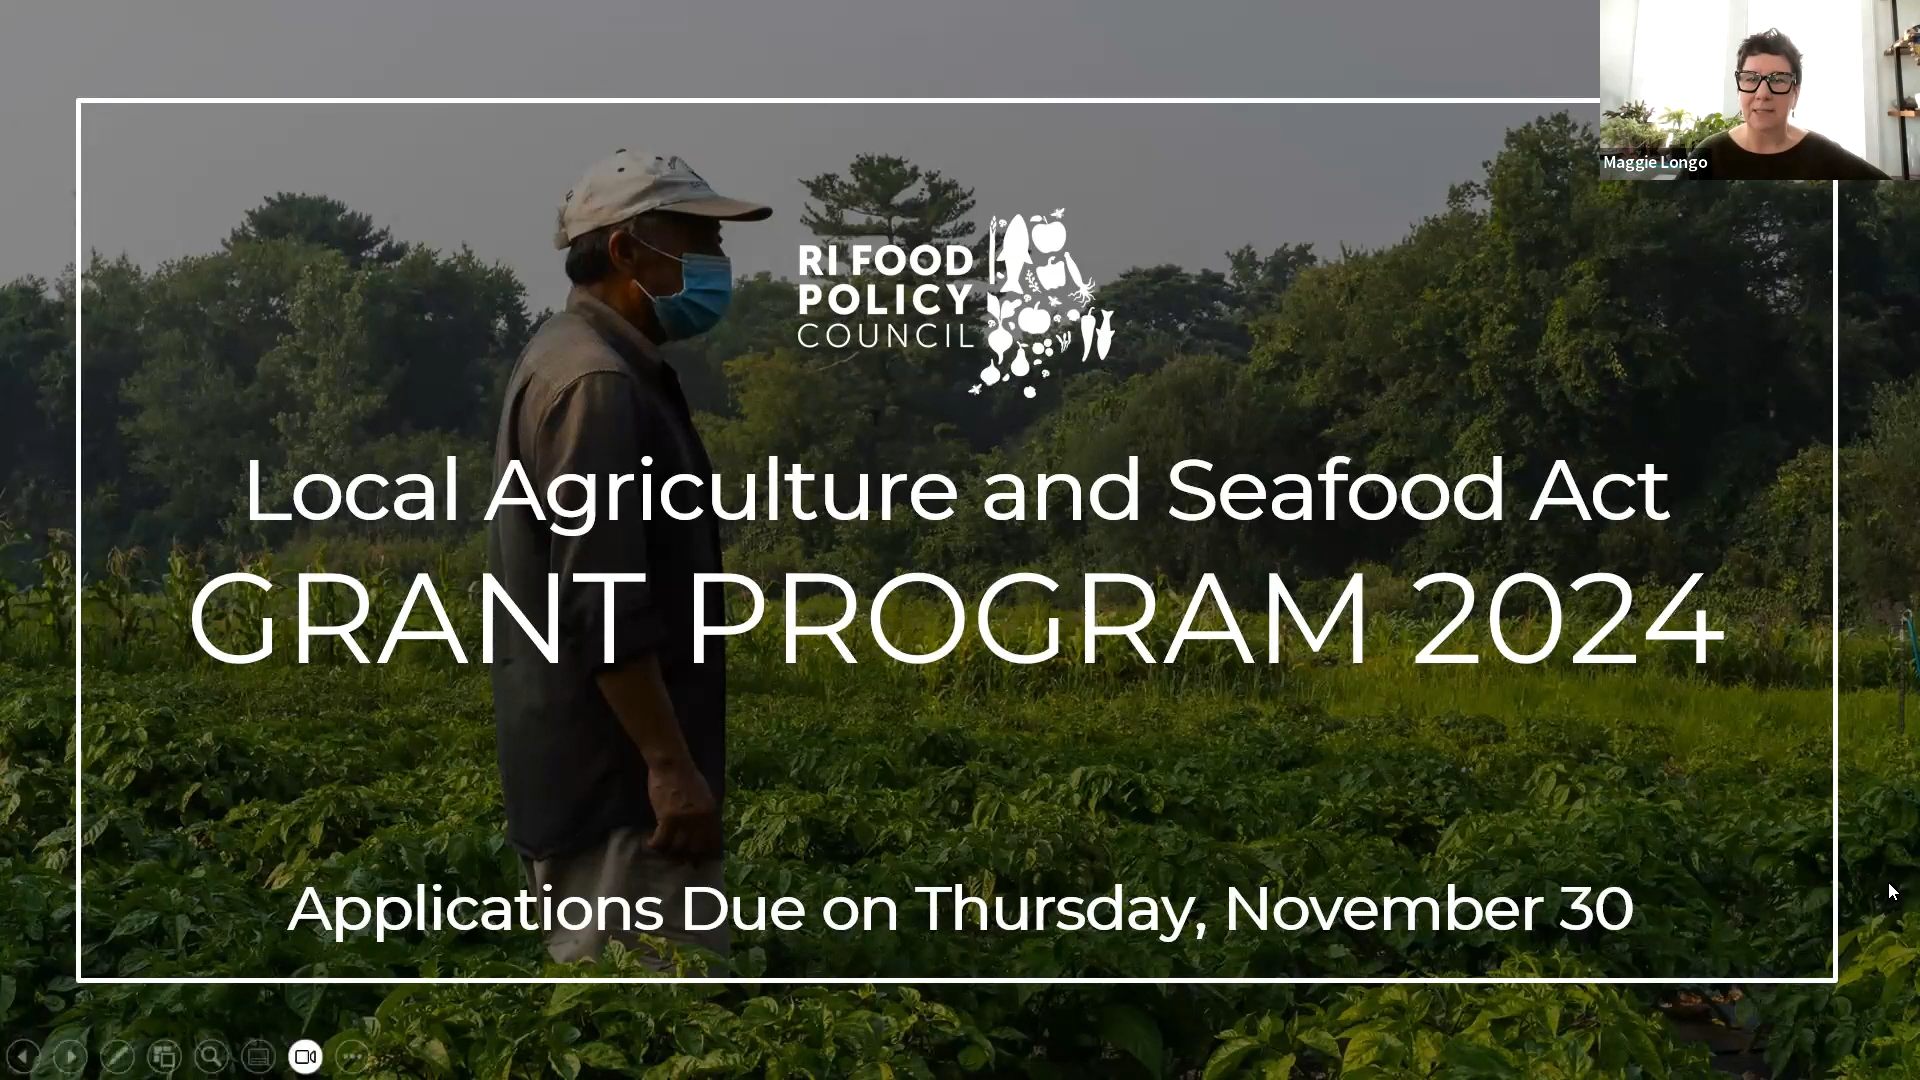 Maggie Longo
RI FOOD
POLICY
COUNCIL
Local Agriculture and Seafood Act
GRANT PROGRAM 2024
Applications Due on Thursday, November 30